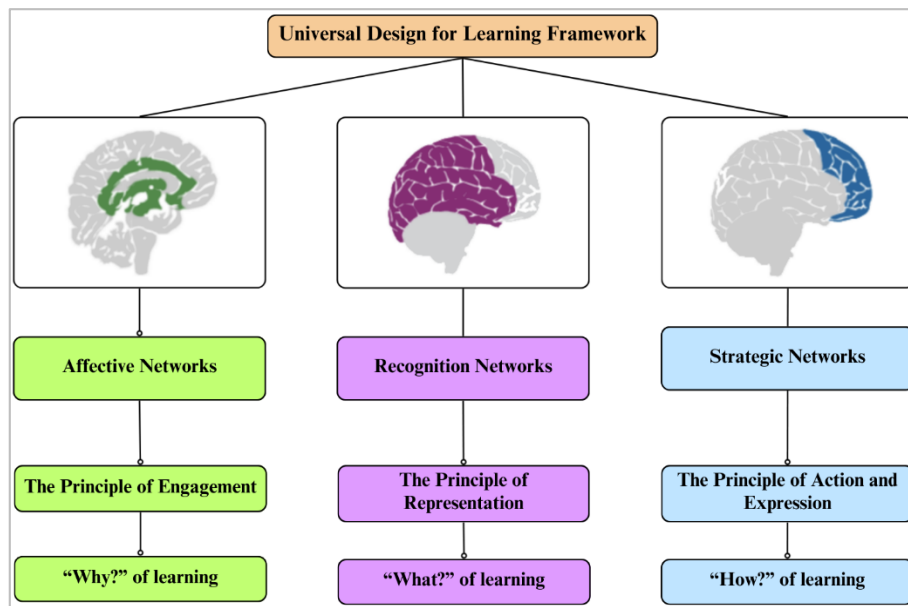 Universal Design for Learning Framework
Affective Networks
Recognition Networks
Strategic Networks
The Principle of Engagement
The Principle of
Representation
The Principle of Action and
Expression
“Why?” of learning
“What?” of learning
“How?” of learning